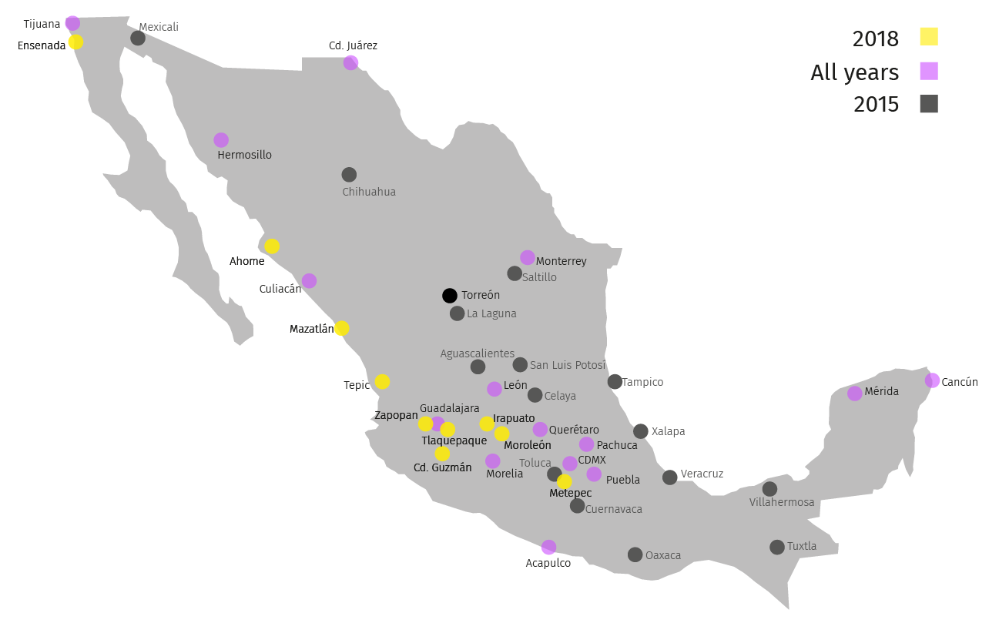 Tijuana
Mexicali
2018
Ensenada
Cd. Juárez
All years
2015
Hermosillo
Chihuahua
Ahome
Monterrey
Saltillo
Culiacán
Torreón
La Laguna
Mazatlán
Aguascalientes
San Luis Potosí
Tepic
León
Tampico
Mérida
Cancún
Celaya
Guadalajara
Zapopan
Irapuato
Querétaro
Xalapa
Tlaquepaque
Moroleón
Pachuca
CDMX
Toluca
Cd. Guzmán
Morelia
Puebla
Veracruz
Metepec
Villahermosa
Cuernavaca
Tuxtla
Oaxaca
Acapulco